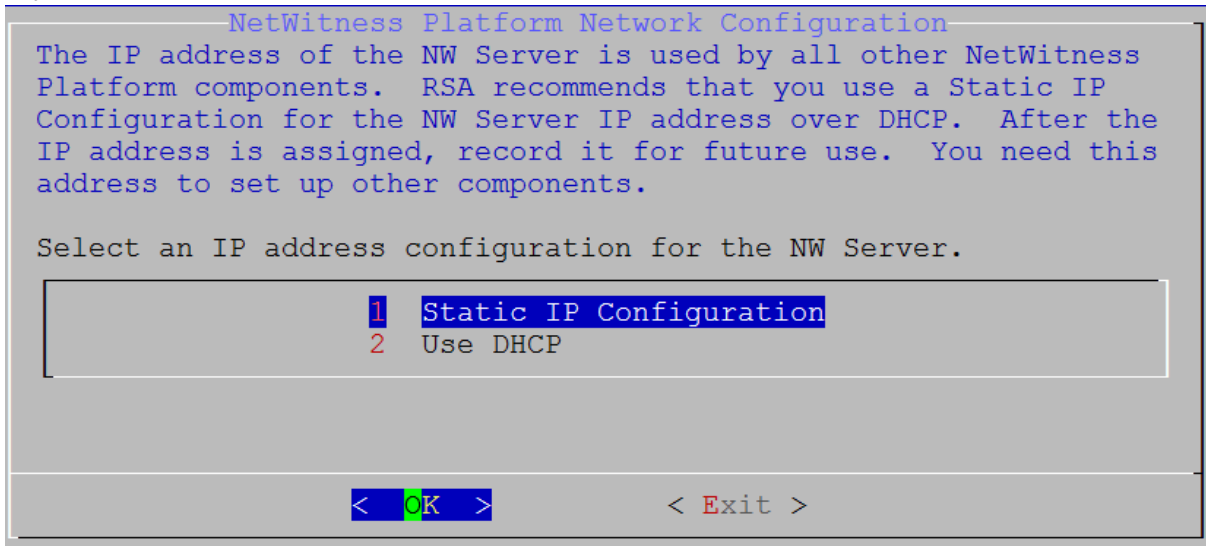 NetWitness Platform Network Configuration
The IP address of the NW Server is used by all other NetWitness
Platform components.  RSA recommends that you use a Static IP
Configuration for the NW Server IP address over DHCP.  After the
IP address is assigned, record it for future use.  You need this
address to set up other components.
Select an IP address configuration for the NW Server.
1  Static IP Configuration
2  Use DHCP
<  OK  >  < Exit >